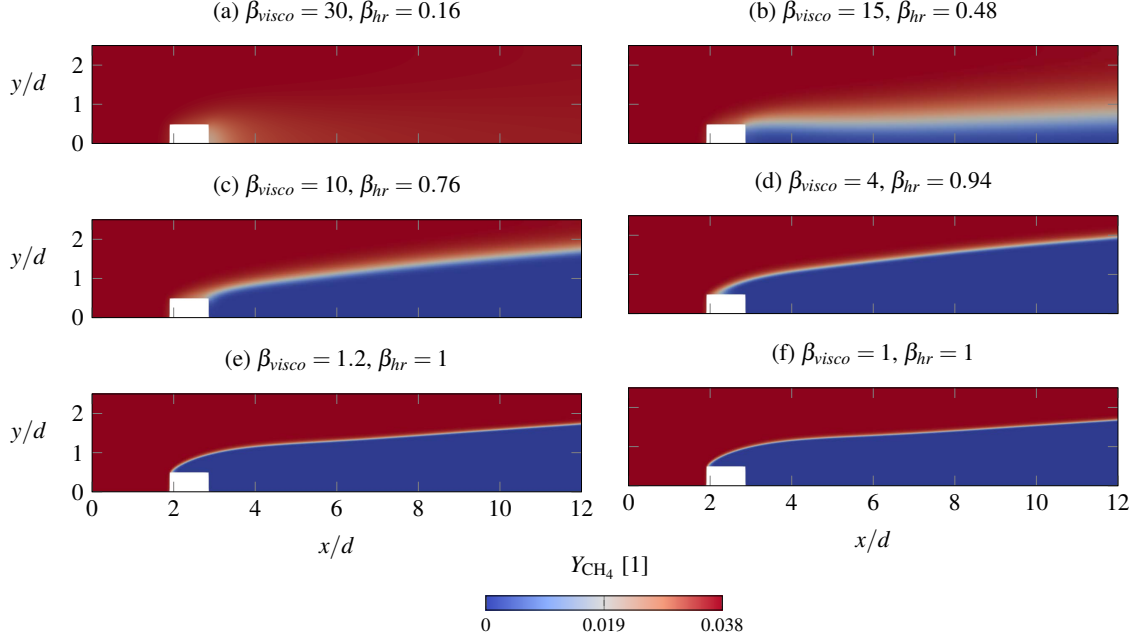 (a) β_visco = 30, β_hr = 0.16
(b) β_visco = 15, β_hr = 0.48
y/d
2
1
0
(c) β_visco = 10, β_hr = 0.76
(d) β_visco = 4, β_hr = 0.94
y/d
2
1
0
(e) β_visco = 1.2, β_hr = 1
(f) β_visco = 1, β_hr = 1
y/d
2
1
0
0 2 4 6 8 10 12
0 2 4 6 8 10 12
x/d
x/d
Y_CH₄ [1]
0 0.019 0.038